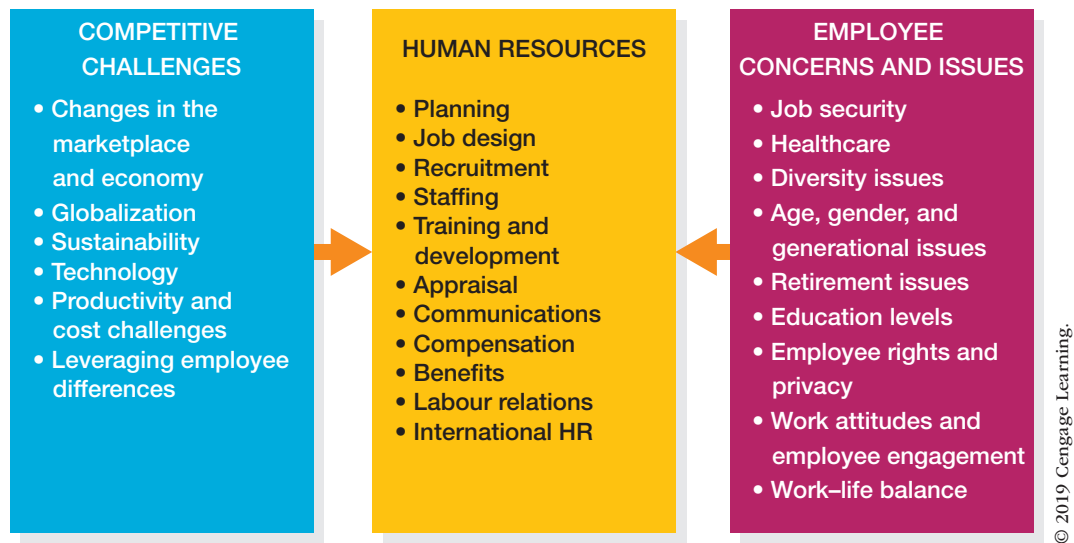 COMPETITIVE
CHALLENGES
• Changes in the
marketplace
and economy
• Globalization
• Sustainability
• Technology
• Productivity and
cost challenges
• Leveraging employee
differences
HUMAN RESOURCES
• Planning
• Job design
• Recruitment
• Staffing
• Training and
development
• Appraisal
• Communications
• Compensation
• Benefits
• Labour relations
• International HR
EMPLOYEE
CONCERNS AND ISSUES
• Job security
• Healthcare
• Diversity issues
• Age, gender, and
generational issues
• Retirement issues
• Education levels
• Employee rights and
privacy
• Work attitudes and
employee engagement
• Work–life balance
© 2019 Cengage Learning.